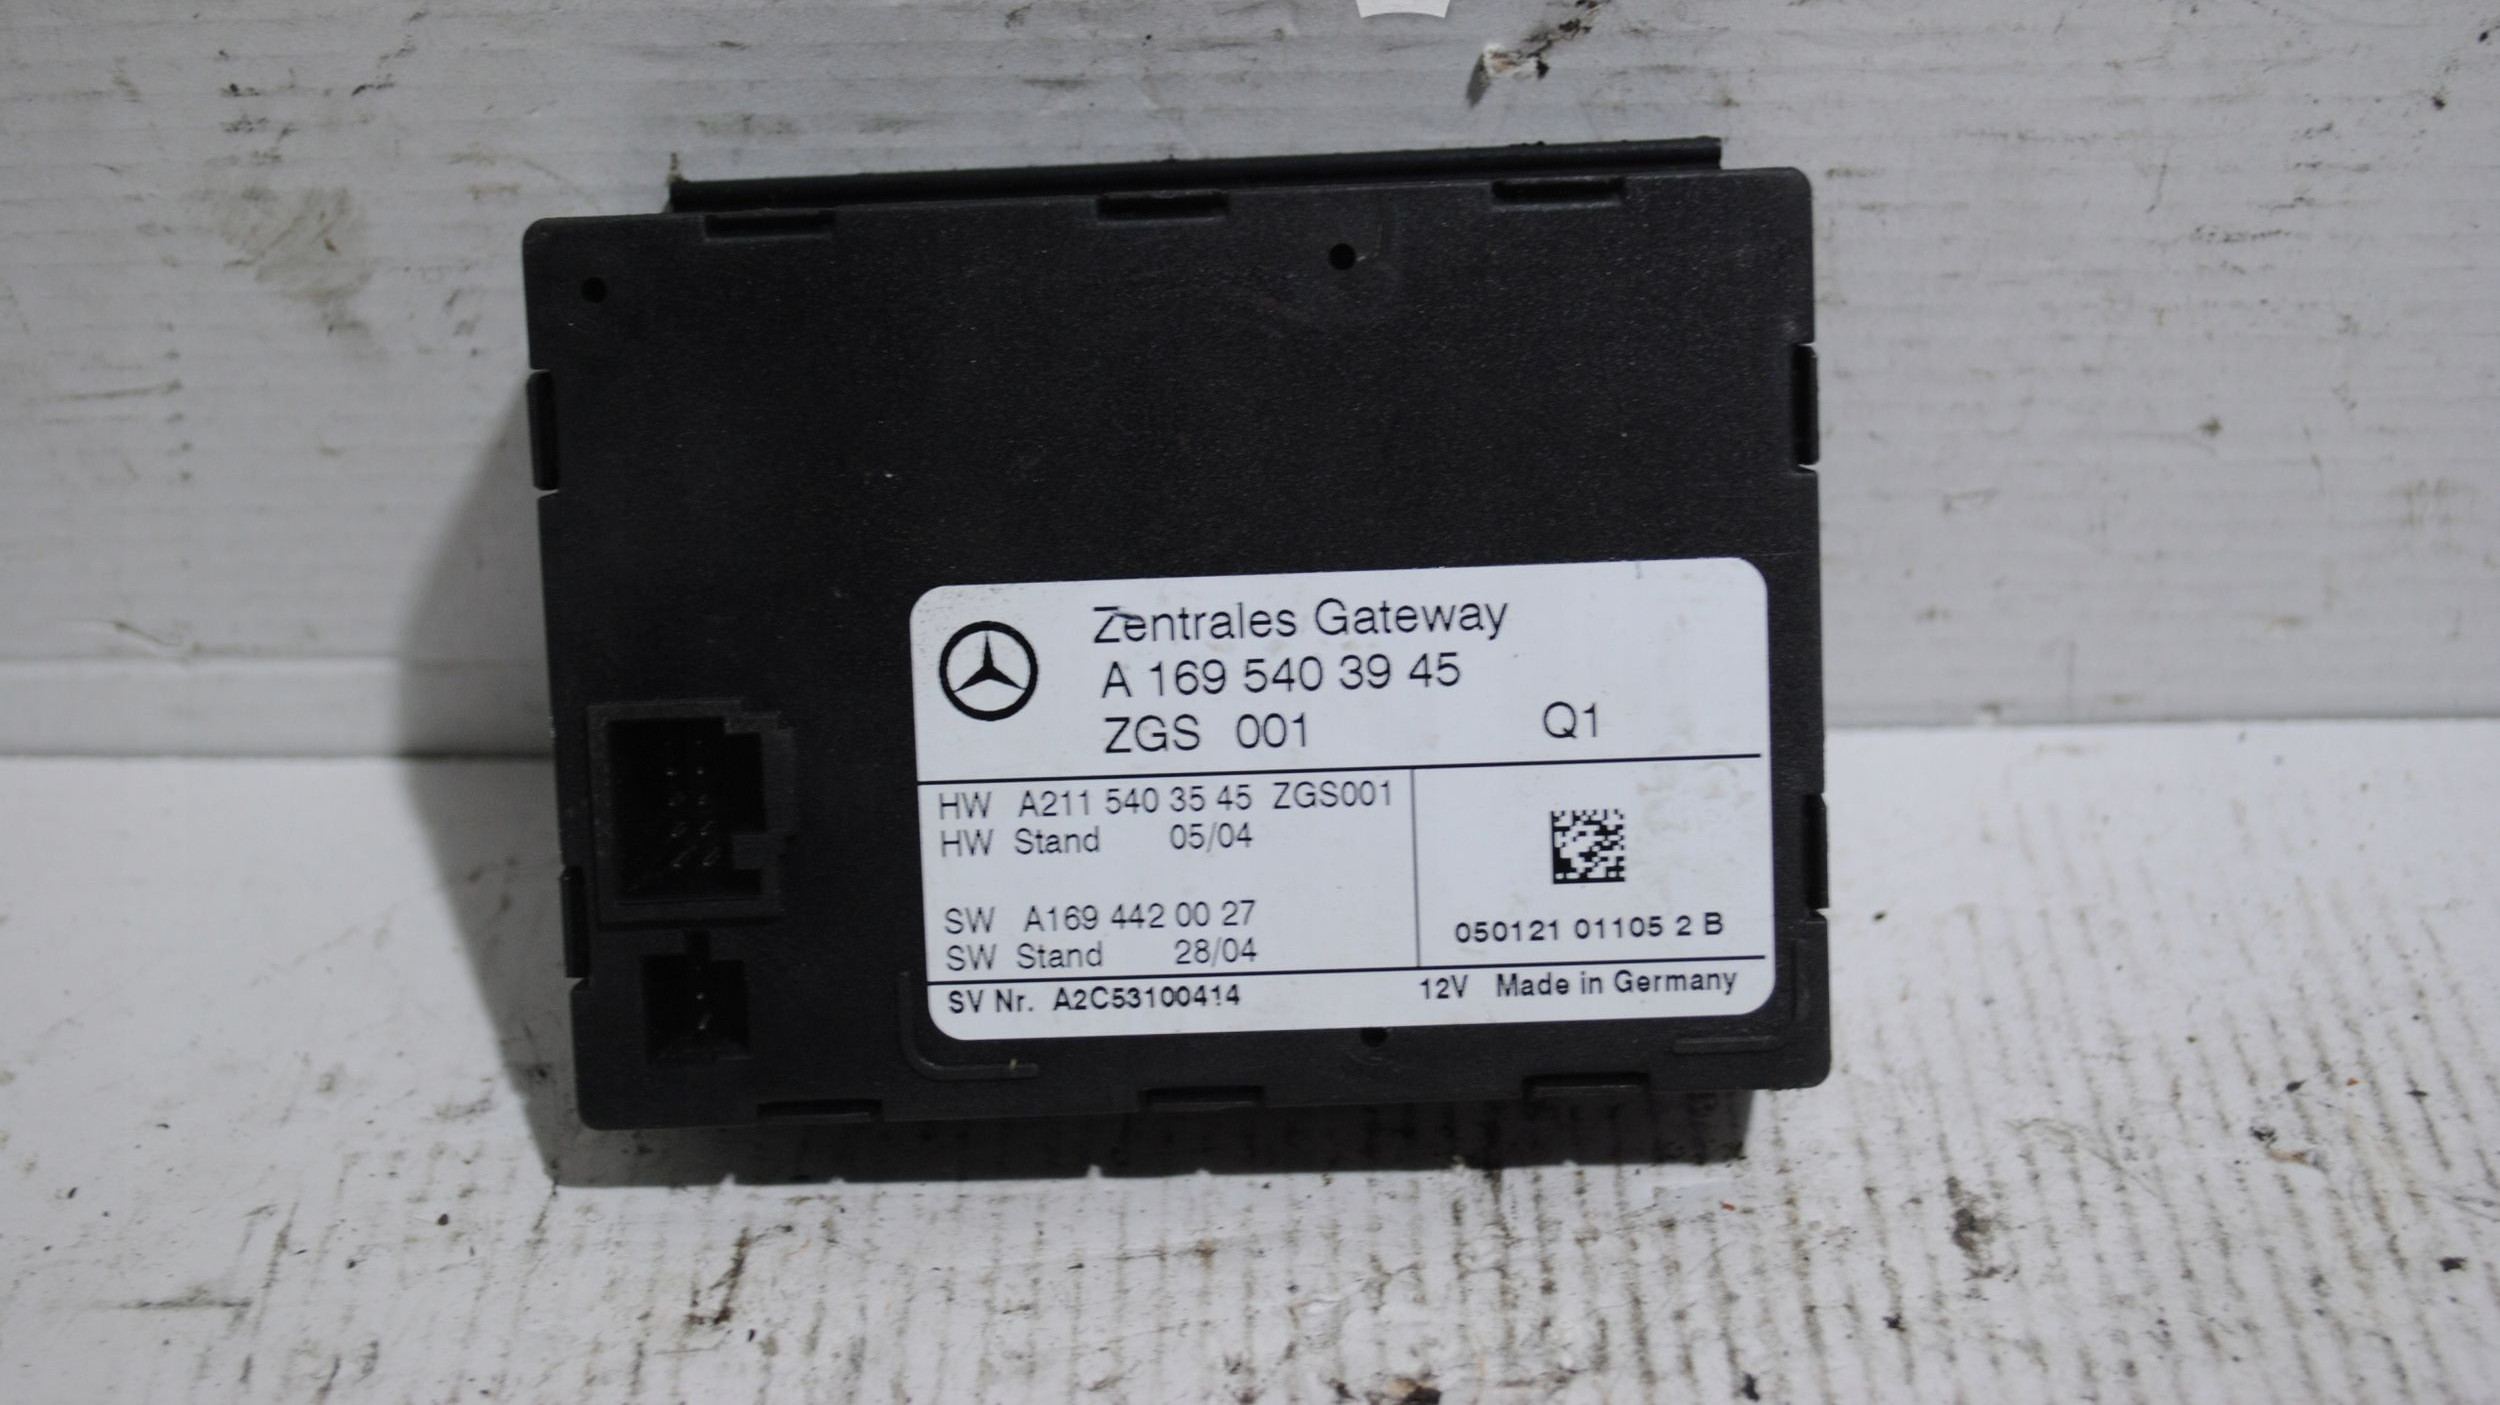 Zentrales Gateway
A 169 540 39 45
ZGS 001 Q1
HW A211 540 35 45 ZGS001
HW Stand 05/04
SW A169 442 00 27
SW Stand 28/04
050121 01105 2 B
SV Nr. A2C53100414
12V Made in Germany